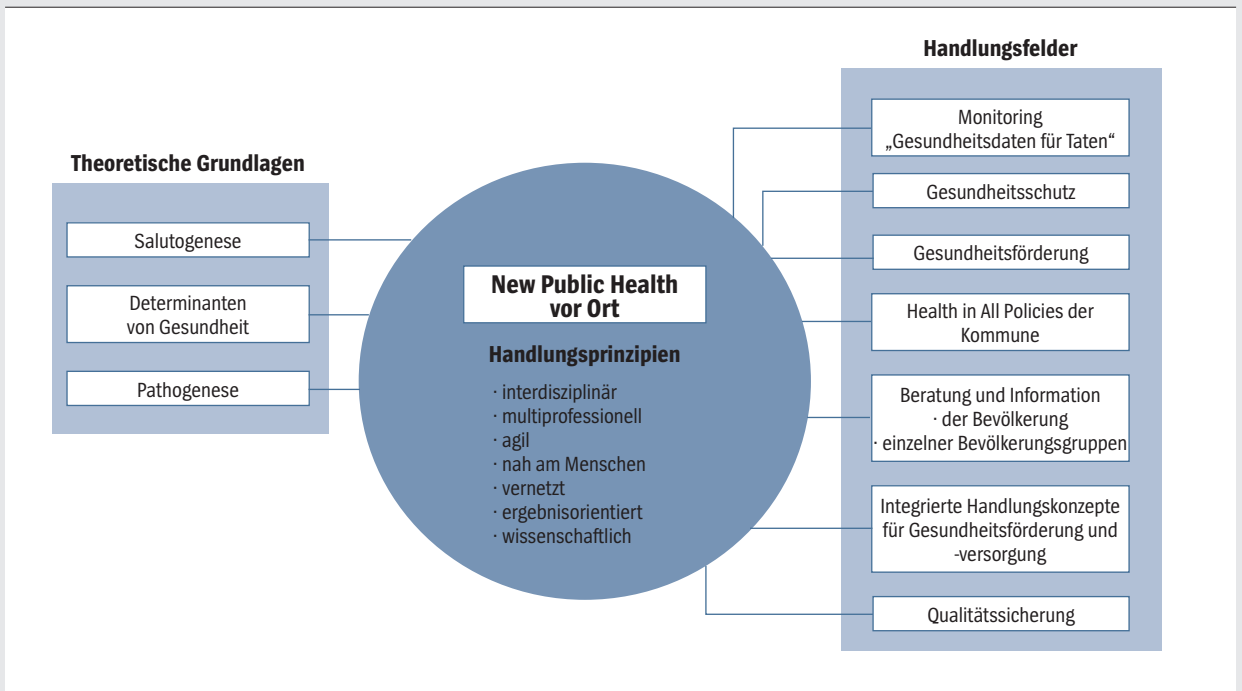 Theoretische Grundlagen
Salutogenese
Determinanten
von Gesundheit
Pathogenese
New Public Health
vor Ort
Handlungsprinzipien
· interdisziplinär
· multiprofessionell
· agil
· nah am Menschen
· vernetzt
· ergebnisorientiert
· wissenschaftlich
Handlungsfelder
Monitoring
„Gesundheitsdaten für Taten“
Gesundheitsschutz
Gesundheitsförderung
Health in All Policies der
Kommune
Beratung und Information
· der Bevölkerung
· einzelner Bevölkerungsgruppen
Integrierte Handlungskonzepte
für Gesundheitsförderung und
-versorgung
Qualitätssicherung